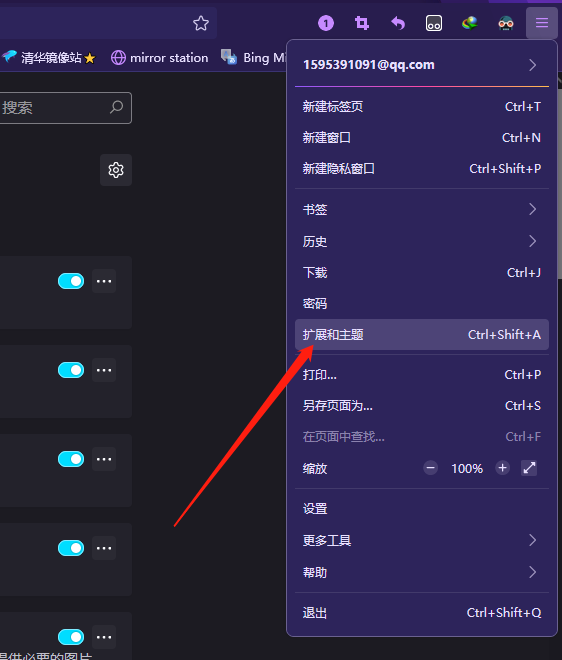 1
清华镜像站
mirror station
Bing Mi
搜索
1595391091@qq.com
新建标签页 Ctrl+T
新建窗口 Ctrl+N
新建隐私窗口 Ctrl+Shift+P
书签
历史
下载 Ctrl+J
密码
扩展和主题 Ctrl+Shift+A
打印... Ctrl+P
另存页面为... Ctrl+S
在页面中查找... Ctrl+F
缩放 100%
设置
更多工具
帮助
退出 Ctrl+Shift+Q
提供必要的图片